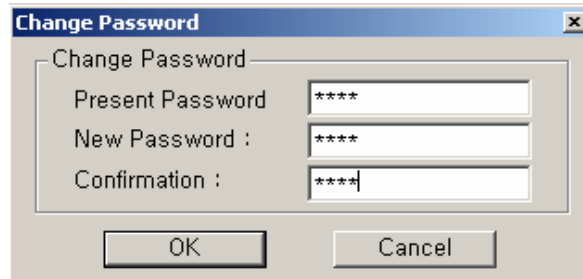 Change Password
Change Password
Present Password ****
New Password : ****
Confirmation : ****
OK Cancel